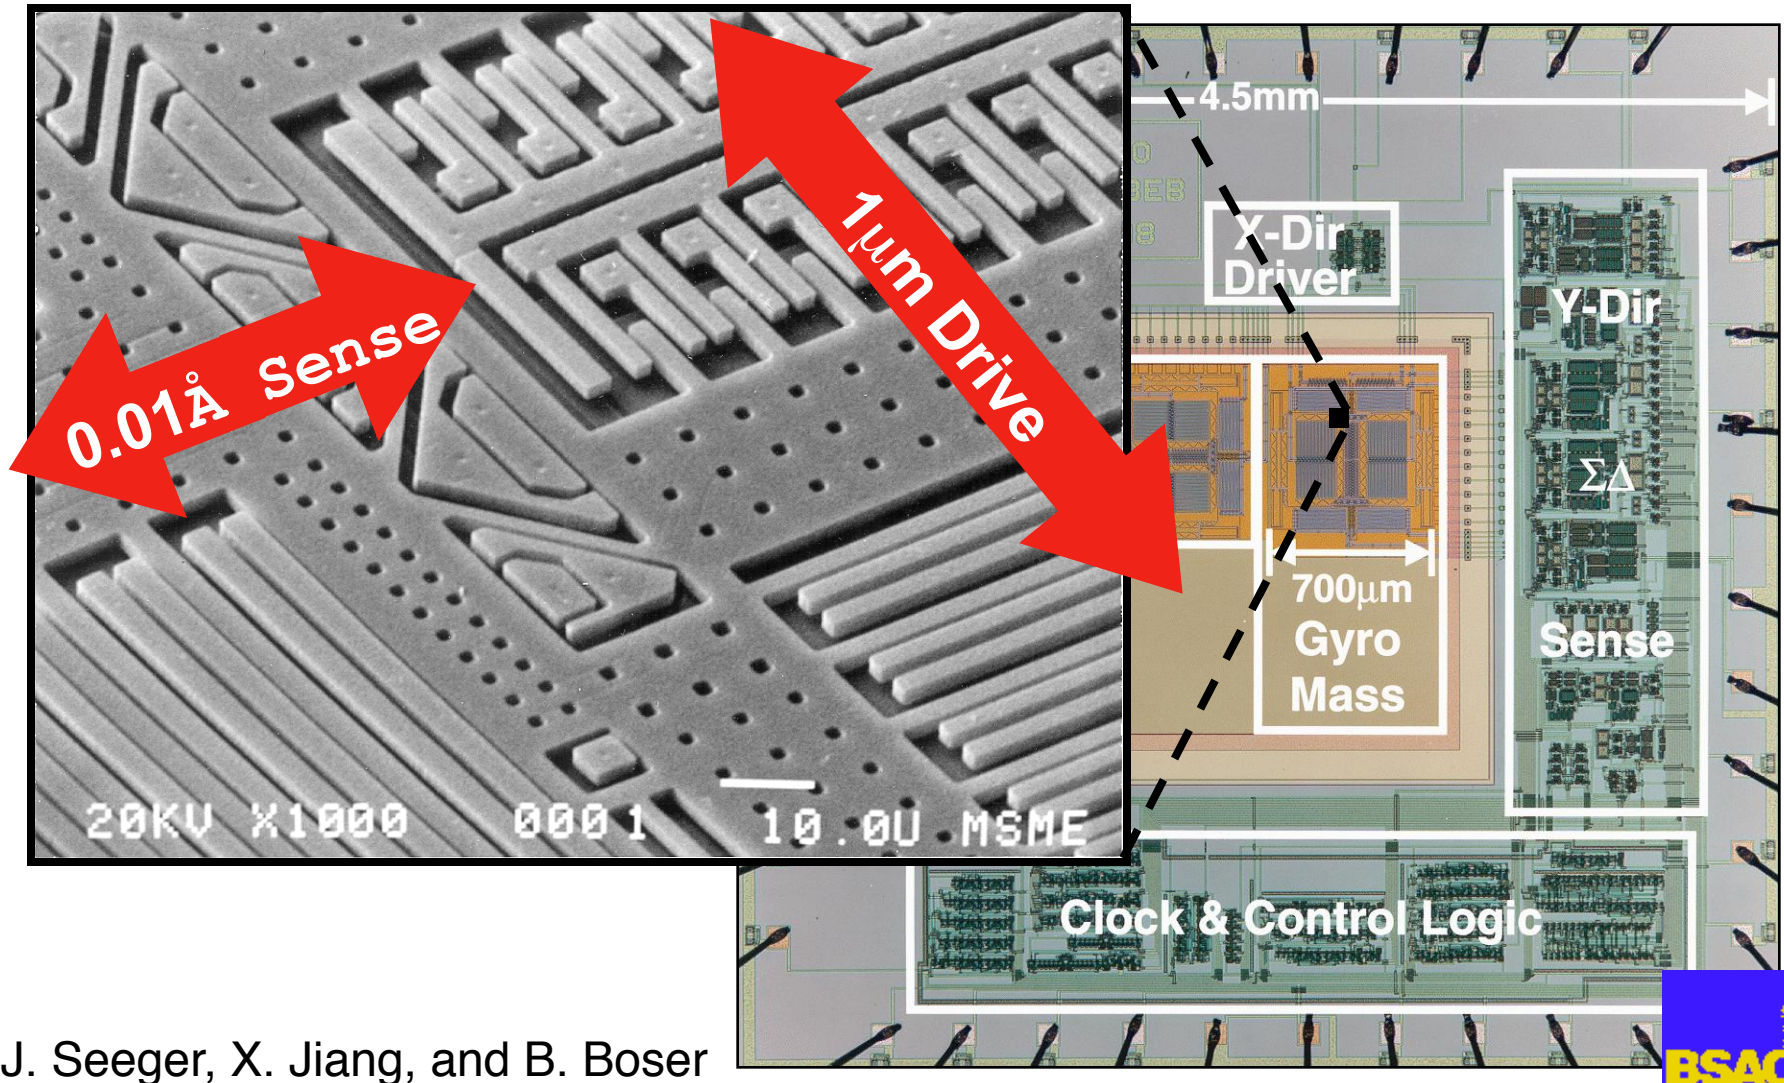 4.5mm
X-Dir
Driver
Y-Dir
ΣΔ
Sense
1μm Drive
0.01Å Sense
700μm
Gyro
Mass
20KV X1000 0001 10.0U MSME
Clock & Control Logic
J. Seeger, X. Jiang, and B. Boser
BSAC